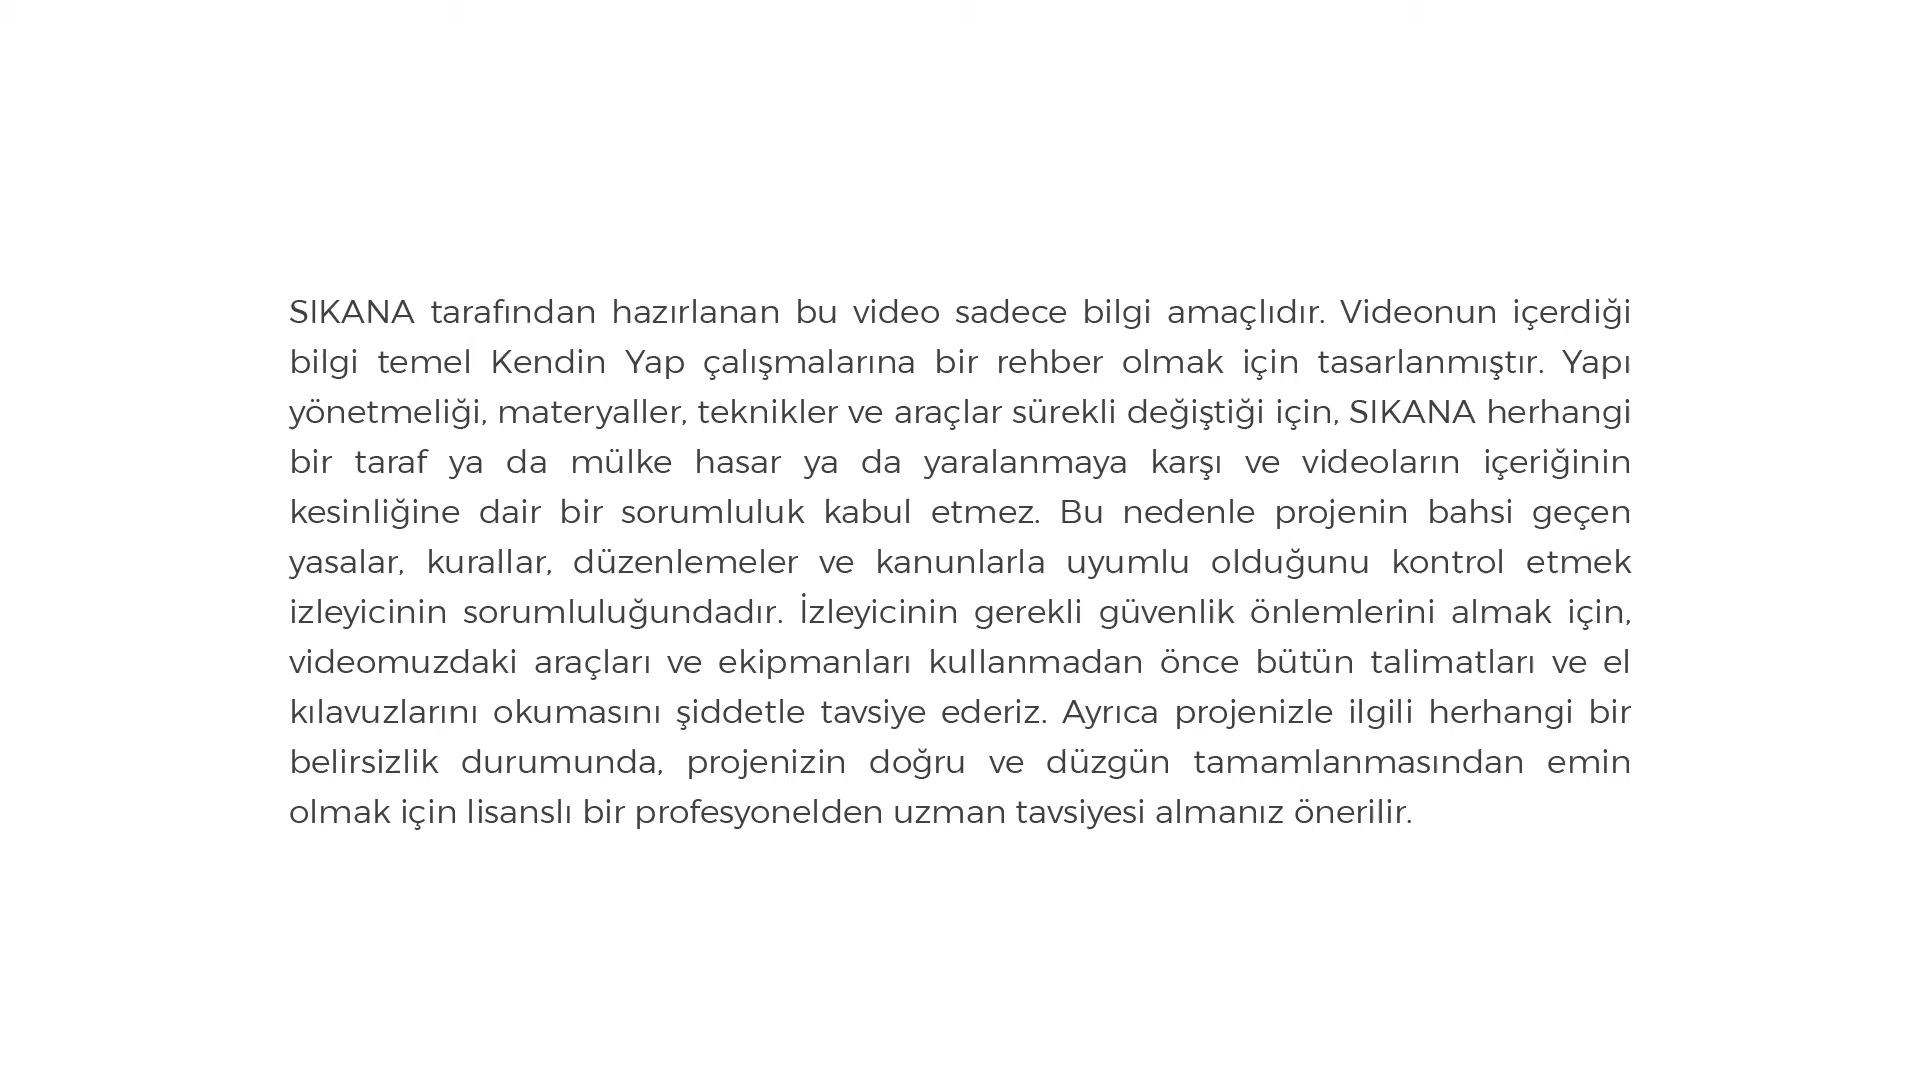 SIKANA tarafından hazırlanan bu video sadece bilgi amaçlıdır. Videonun içerdiği
bilgi temel Kendin Yap çalışmalarına bir rehber olmak için tasarlanmıştır. Yapı
yönetmeliği, materyaller, teknikler ve araçlar sürekli değiştiği için, SIKANA herhangi
bir taraf ya da mülke hasar ya da yaralanmaya karşı ve videoların içeriğinin
kesinliğine dair bir sorumluluk kabul etmez. Bu nedenle projenin bahsi geçen
yasalar, kurallar, düzenlemeler ve kanunlarla uyumlu olduğunu kontrol etmek
izleyicinin sorumluluğundadır. İzleyicinin gerekli güvenlik önlemlerini almak için,
videomuzdaki araçları ve ekipmanları kullanmadan önce bütün talimatları ve el
kılavuzlarını okumasını şiddetle tavsiye ederiz. Ayrıca projenizle ilgili herhangi bir
belirsizlik durumunda, projenizin doğru ve düzgün tamamlanmasından emin
olmak için lisanslı bir profesyonelden uzman tavsiyesi almanız önerilir.